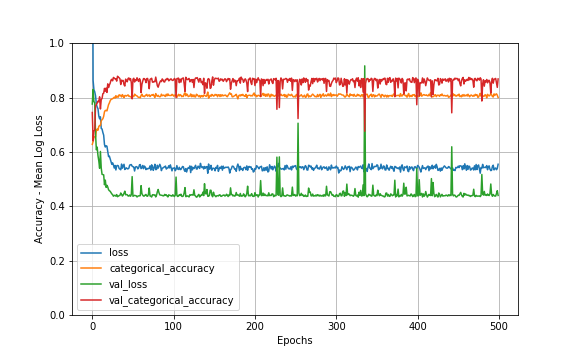 1.0
0.8
0.6
0.4
0.2
0.0
Accuracy - Mean Log Loss
loss
categorical_accuracy
val_loss
val_categorical_accuracy
0 100 200 300 400 500
Epochs